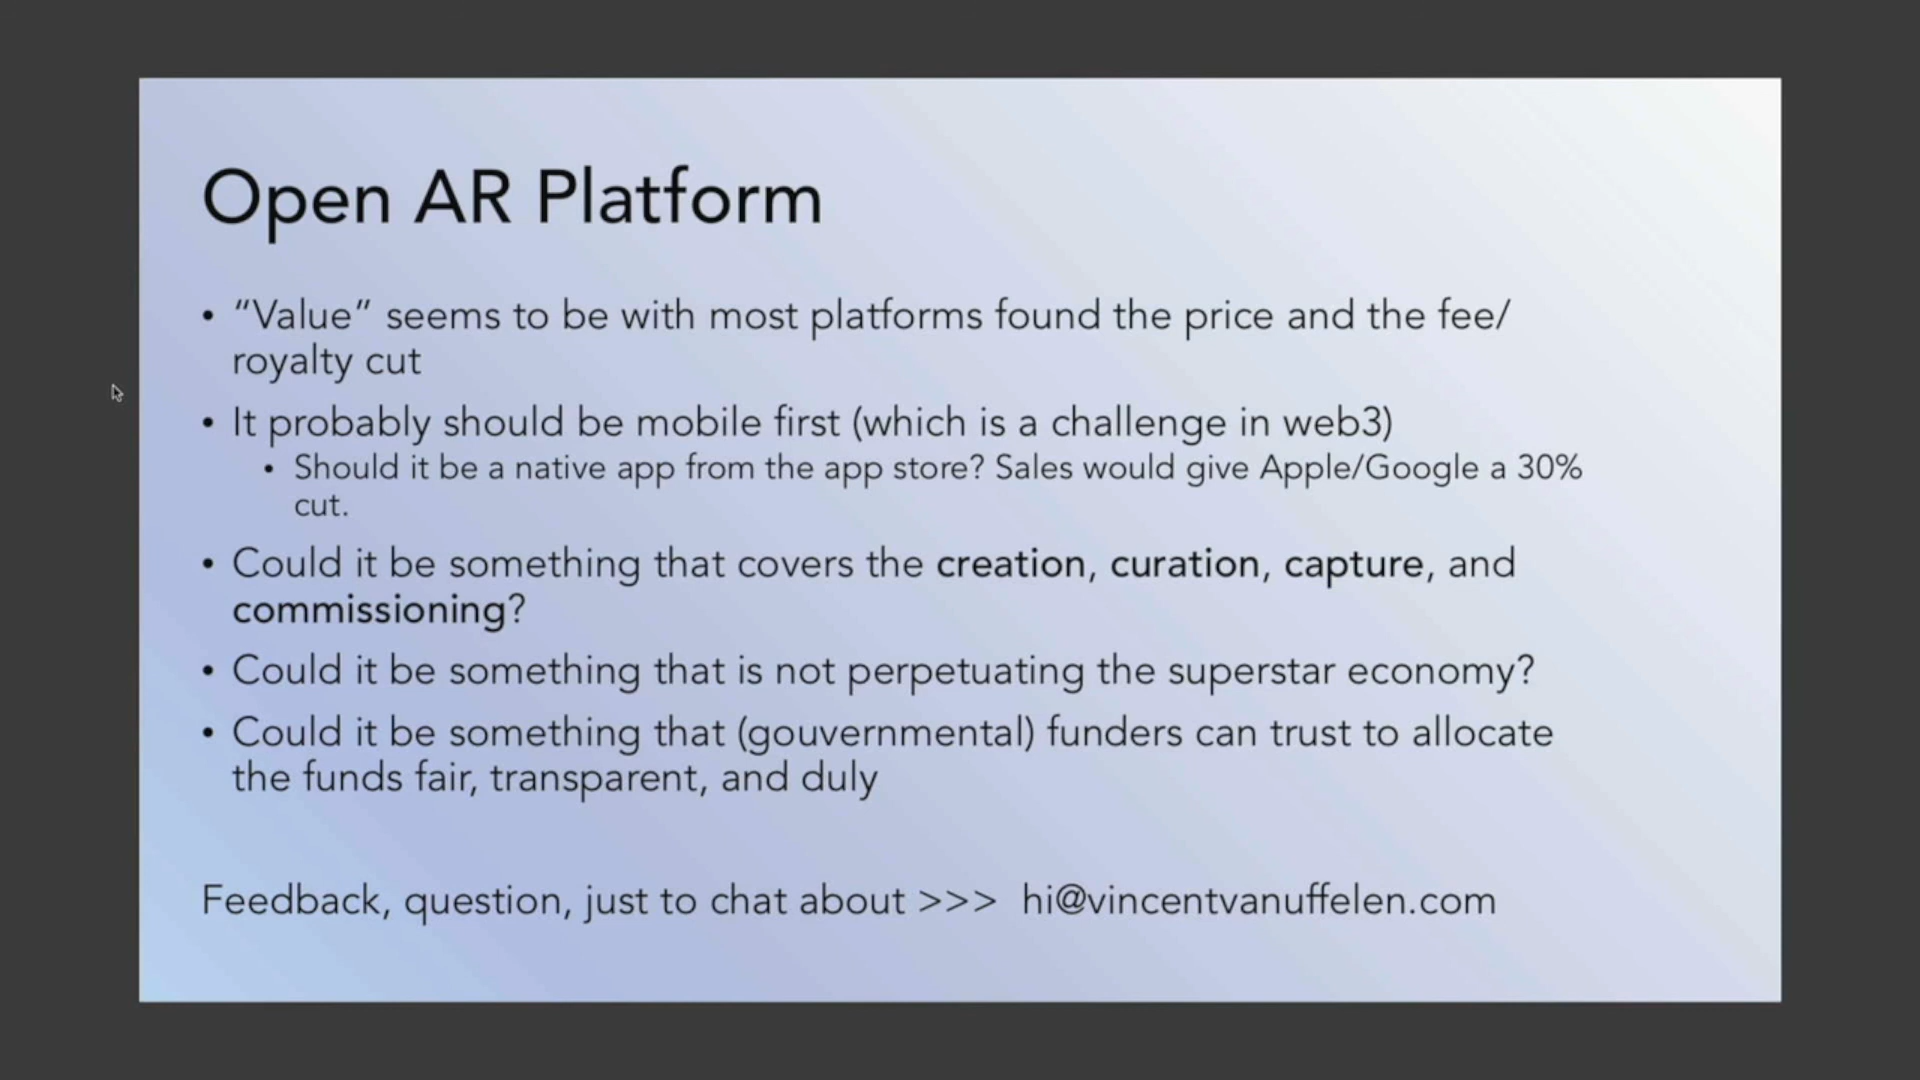 Open AR Platform
• “Value” seems to be with most platforms found the price and the fee/
royalty cut
• It probably should be mobile first (which is a challenge in web3)
• Should it be a native app from the app store? Sales would give Apple/Google a 30%
cut.
• Could it be something that covers the creation, curation, capture, and
commissioning?
• Could it be something that is not perpetuating the superstar economy?
• Could it be something that (gouvernmental) funders can trust to allocate
the funds fair, transparent, and duly
Feedback, question, just to chat about >>> hi@vincentvanuffelen.com